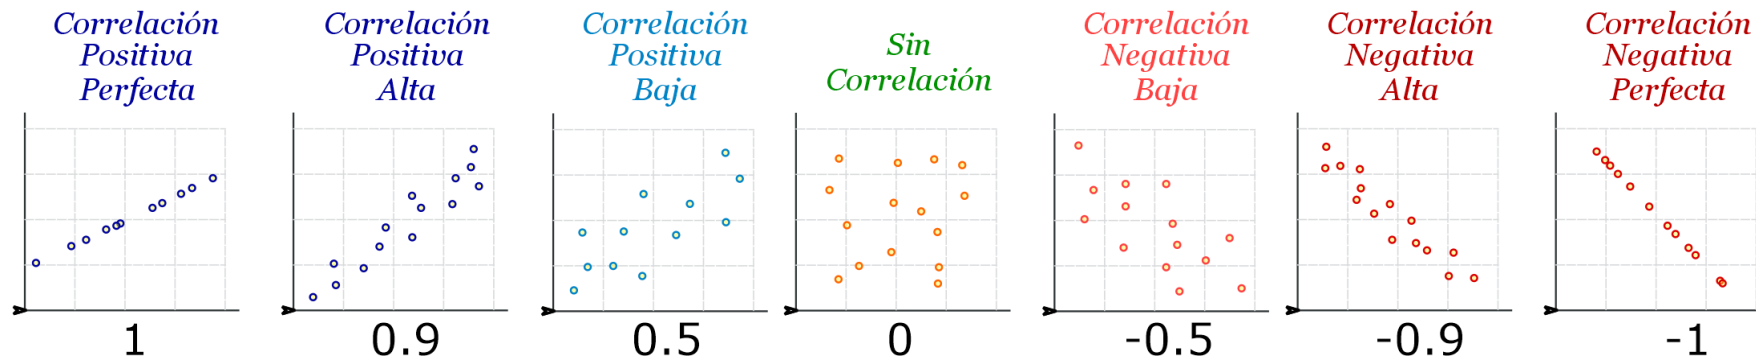 Correlación
Positiva
Perfecta
Correlación
Positiva
Alta
Correlación
Positiva
Baja
Sin
Correlación
Correlación
Negativa
Baja
Correlación
Negativa
Alta
Correlación
Negativa
Perfecta
1
0.9
0.5
0
-0.5
-0.9
-1